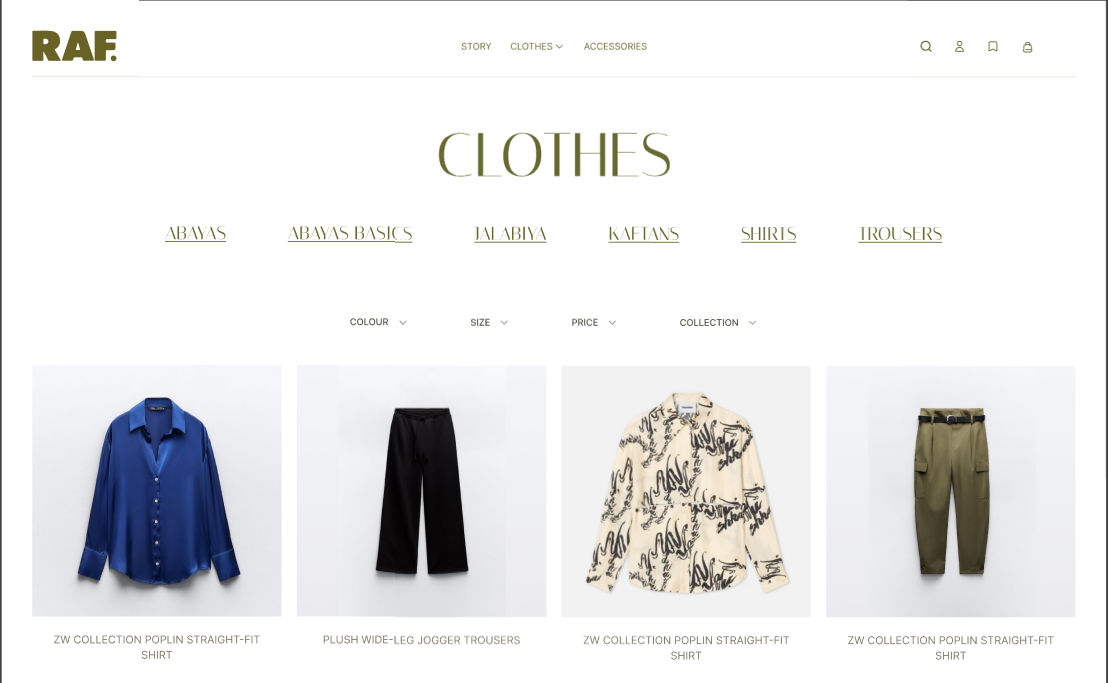 RAF.
STORY CLOTHES ACCESSORIES
CLOTHES
ABAYAS ABAYAS BASICS JALABIYA KAFTANS SHIRTS TROUSERS
COLOUR SIZE PRICE COLLECTION
ZW COLLECTION POPLIN STRAIGHT-FIT
SHIRT
PLUSH WIDE-LEG JOGGER TROUSERS
ZW COLLECTION POPLIN STRAIGHT-FIT
SHIRT
ZW COLLECTION POPLIN STRAIGHT-FIT
SHIRT